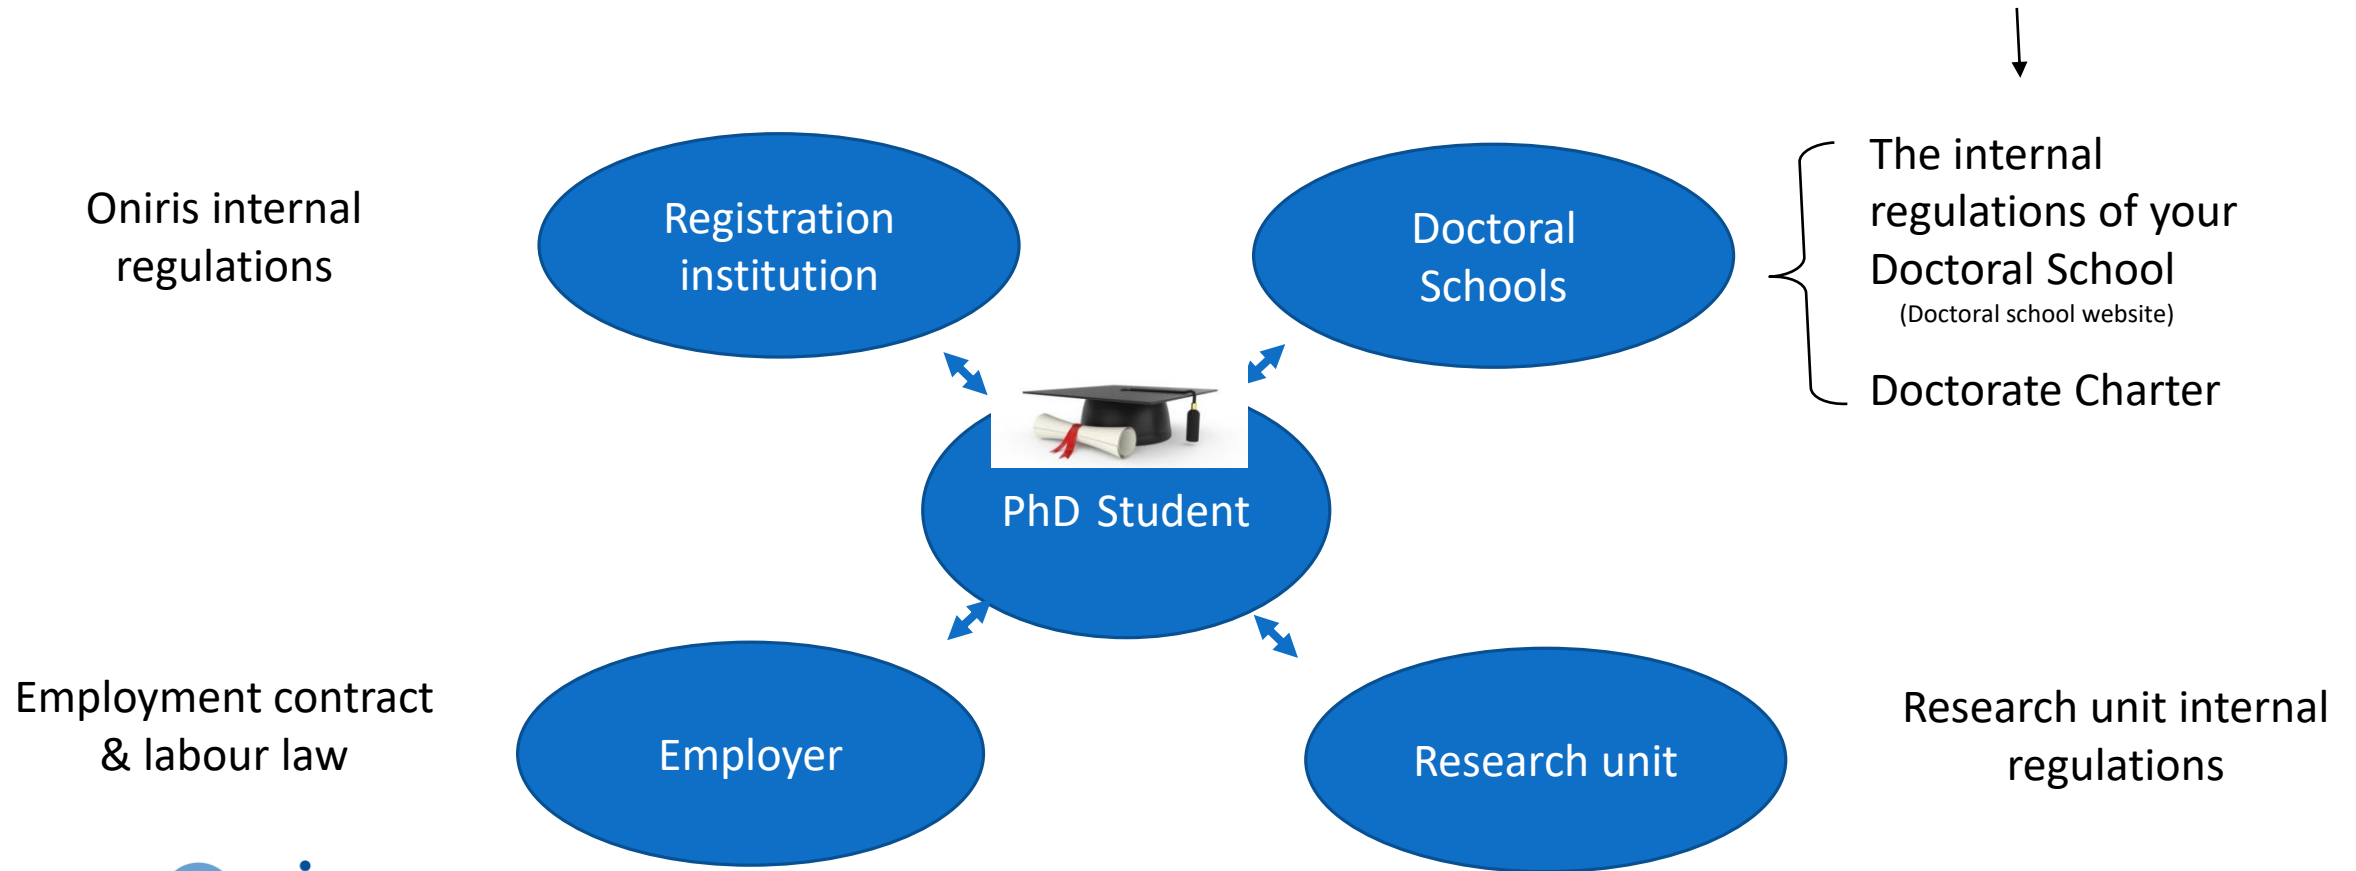 Oniris internal
regulations
Registration
institution
Doctoral
Schools
The internal
regulations of your
Doctoral School
(Doctoral school website)
Doctorate Charter
PhD Student
Employment contract
& labour law
Employer
Research unit
Research unit internal
regulations